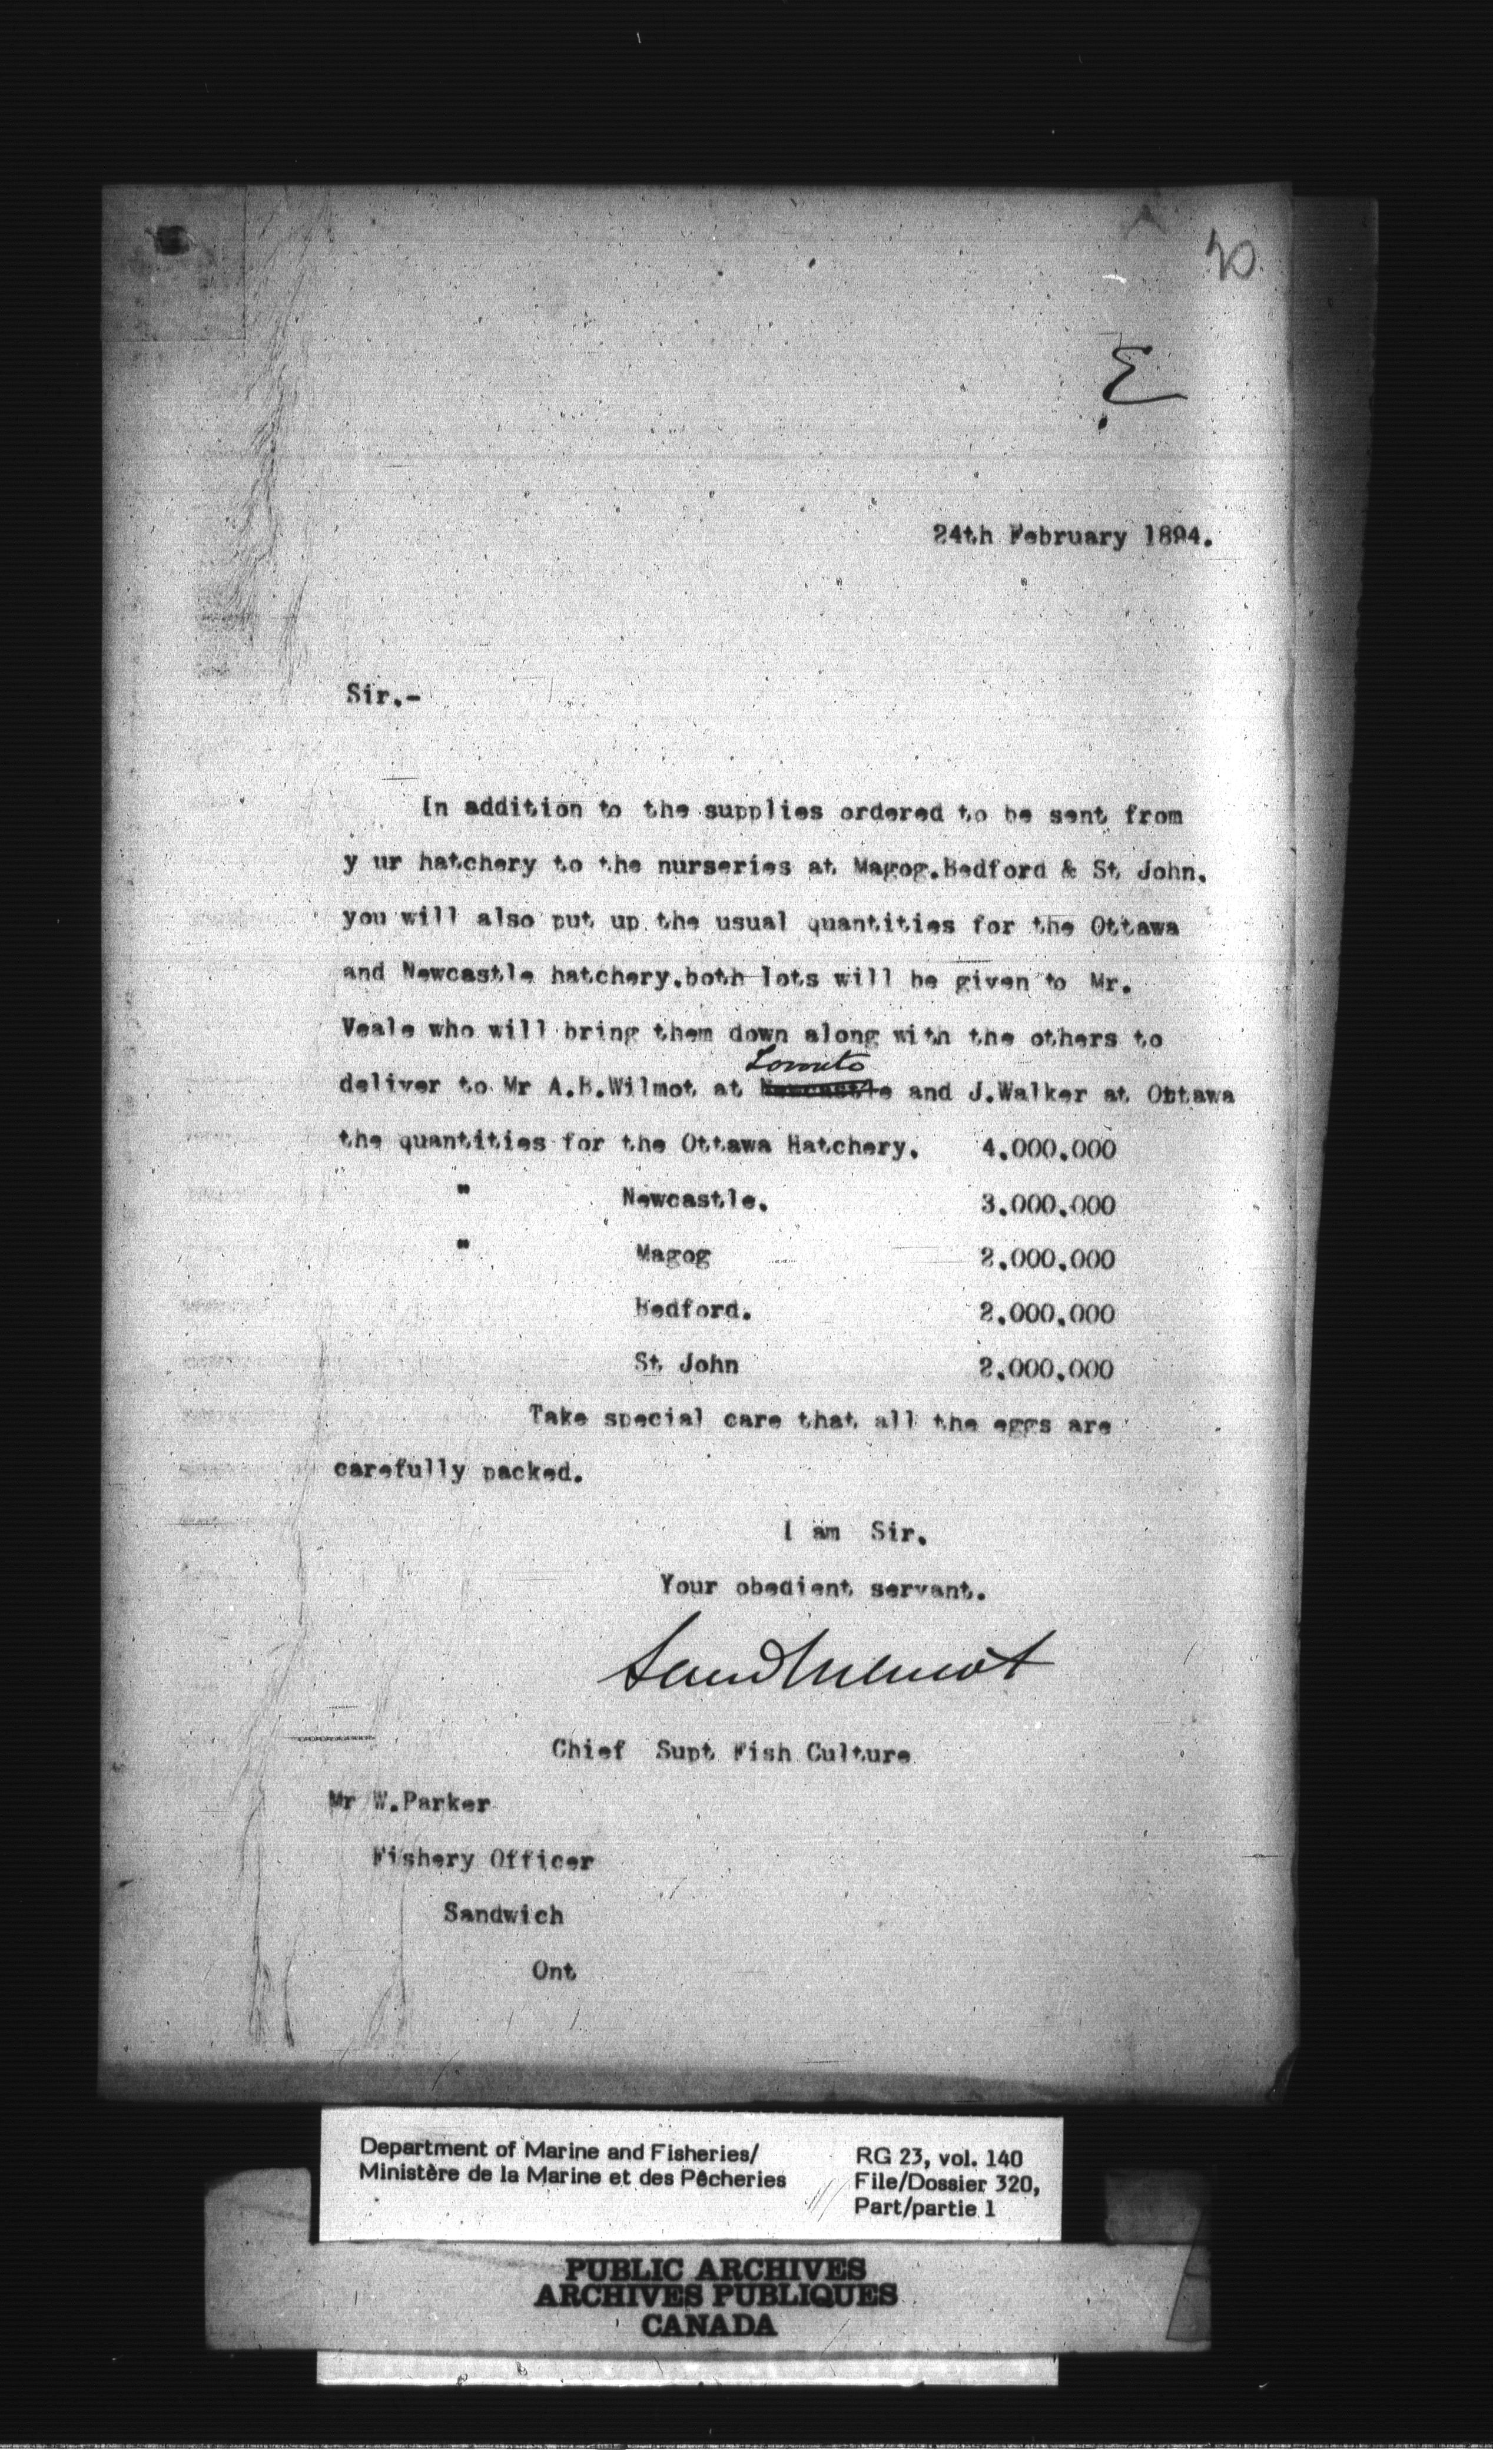 20
E
24th February 1894.
Sir.-
In addition to the supplies ordered to be sent from
y ur hatchery to the nurseries at Magog.Bedford & St John.
you will also put up the usual quantities for the Ottawa
and Newcastle hatchery.both lots will be given to Mr.
Veale who will bring them down along with the others to
Toronto
deliver to Mr A.B.Wilmot at Newcastle and J.Walker at Ottawa
the quantities for the Ottawa Hatchery. 4.000.000
" Newcastle. 3.000.000
" Magog 2.000.000
Bedford. 2.000.000
St John 2.000.000
Take special care that all the eggs are
carefully packed.
I am Sir.
Your obedient servant.
Saml Wilmot
Chief Supt Fish Culture
Mr W.Parker
Fishery Officer
Sandwich
Ont
Department of Marine and Fisheries/
Ministère de la Marine et des Pêcheries
RG 23, vol. 140
File/Dossier 320,
Part/partie 1
PUBLIC ARCHIVES
ARCHIVES PUBLIQUES
CANADA